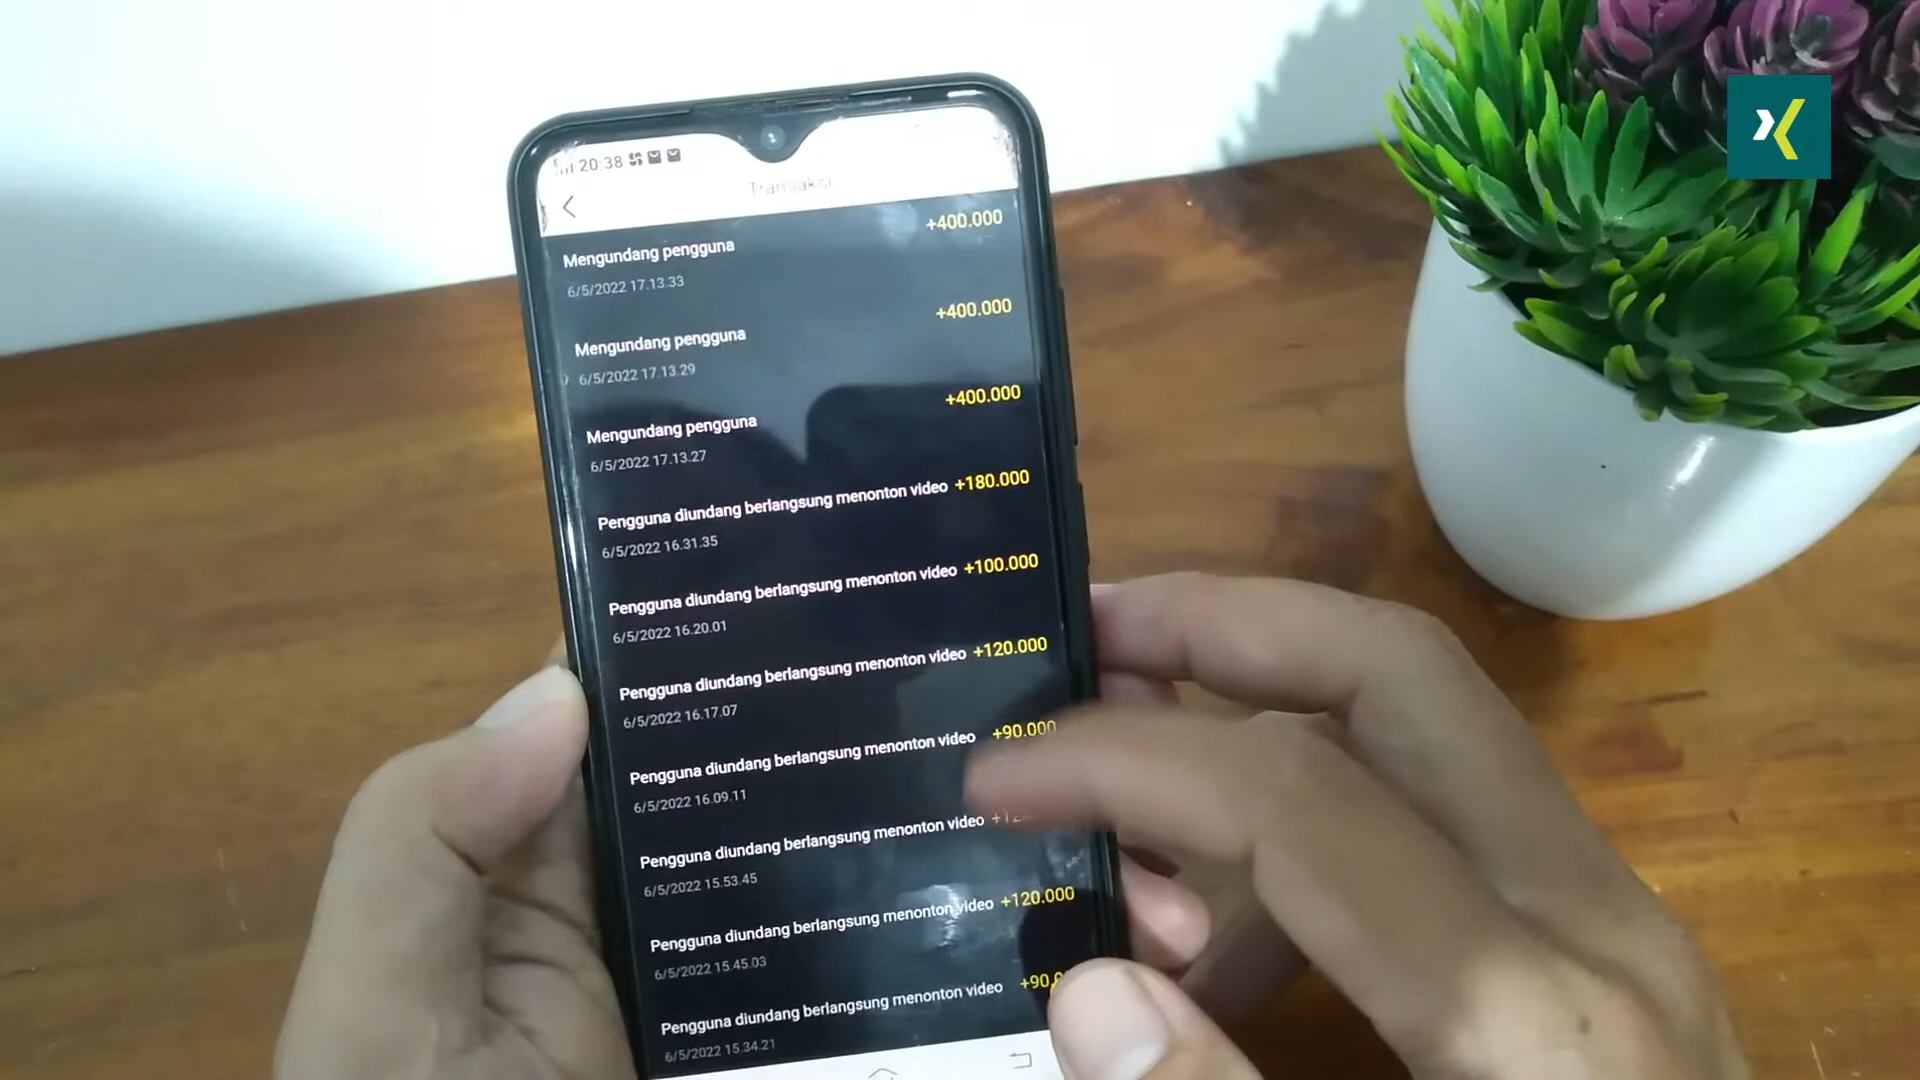 20:38
Transaksi
Mengundang pengguna +400.000
6/5/2022 17.13.33
Mengundang pengguna +400.000
6/5/2022 17.13.29
Mengundang pengguna +400.000
6/5/2022 17.13.27
Pengguna diundang berlangsung menonton video +180.000
6/5/2022 16.31.35
Pengguna diundang berlangsung menonton video +100.000
6/5/2022 16.20.01
Pengguna diundang berlangsung menonton video +120.000
6/5/2022 16.17.07
Pengguna diundang berlangsung menonton video +90.000
6/5/2022 16.09.11
Pengguna diundang berlangsung menonton video
6/5/2022 15.53.45
Pengguna diundang berlangsung menonton video +120.000
6/5/2022 15.45.03
Pengguna diundang berlangsung menonton video
6/5/2022 15.34.21